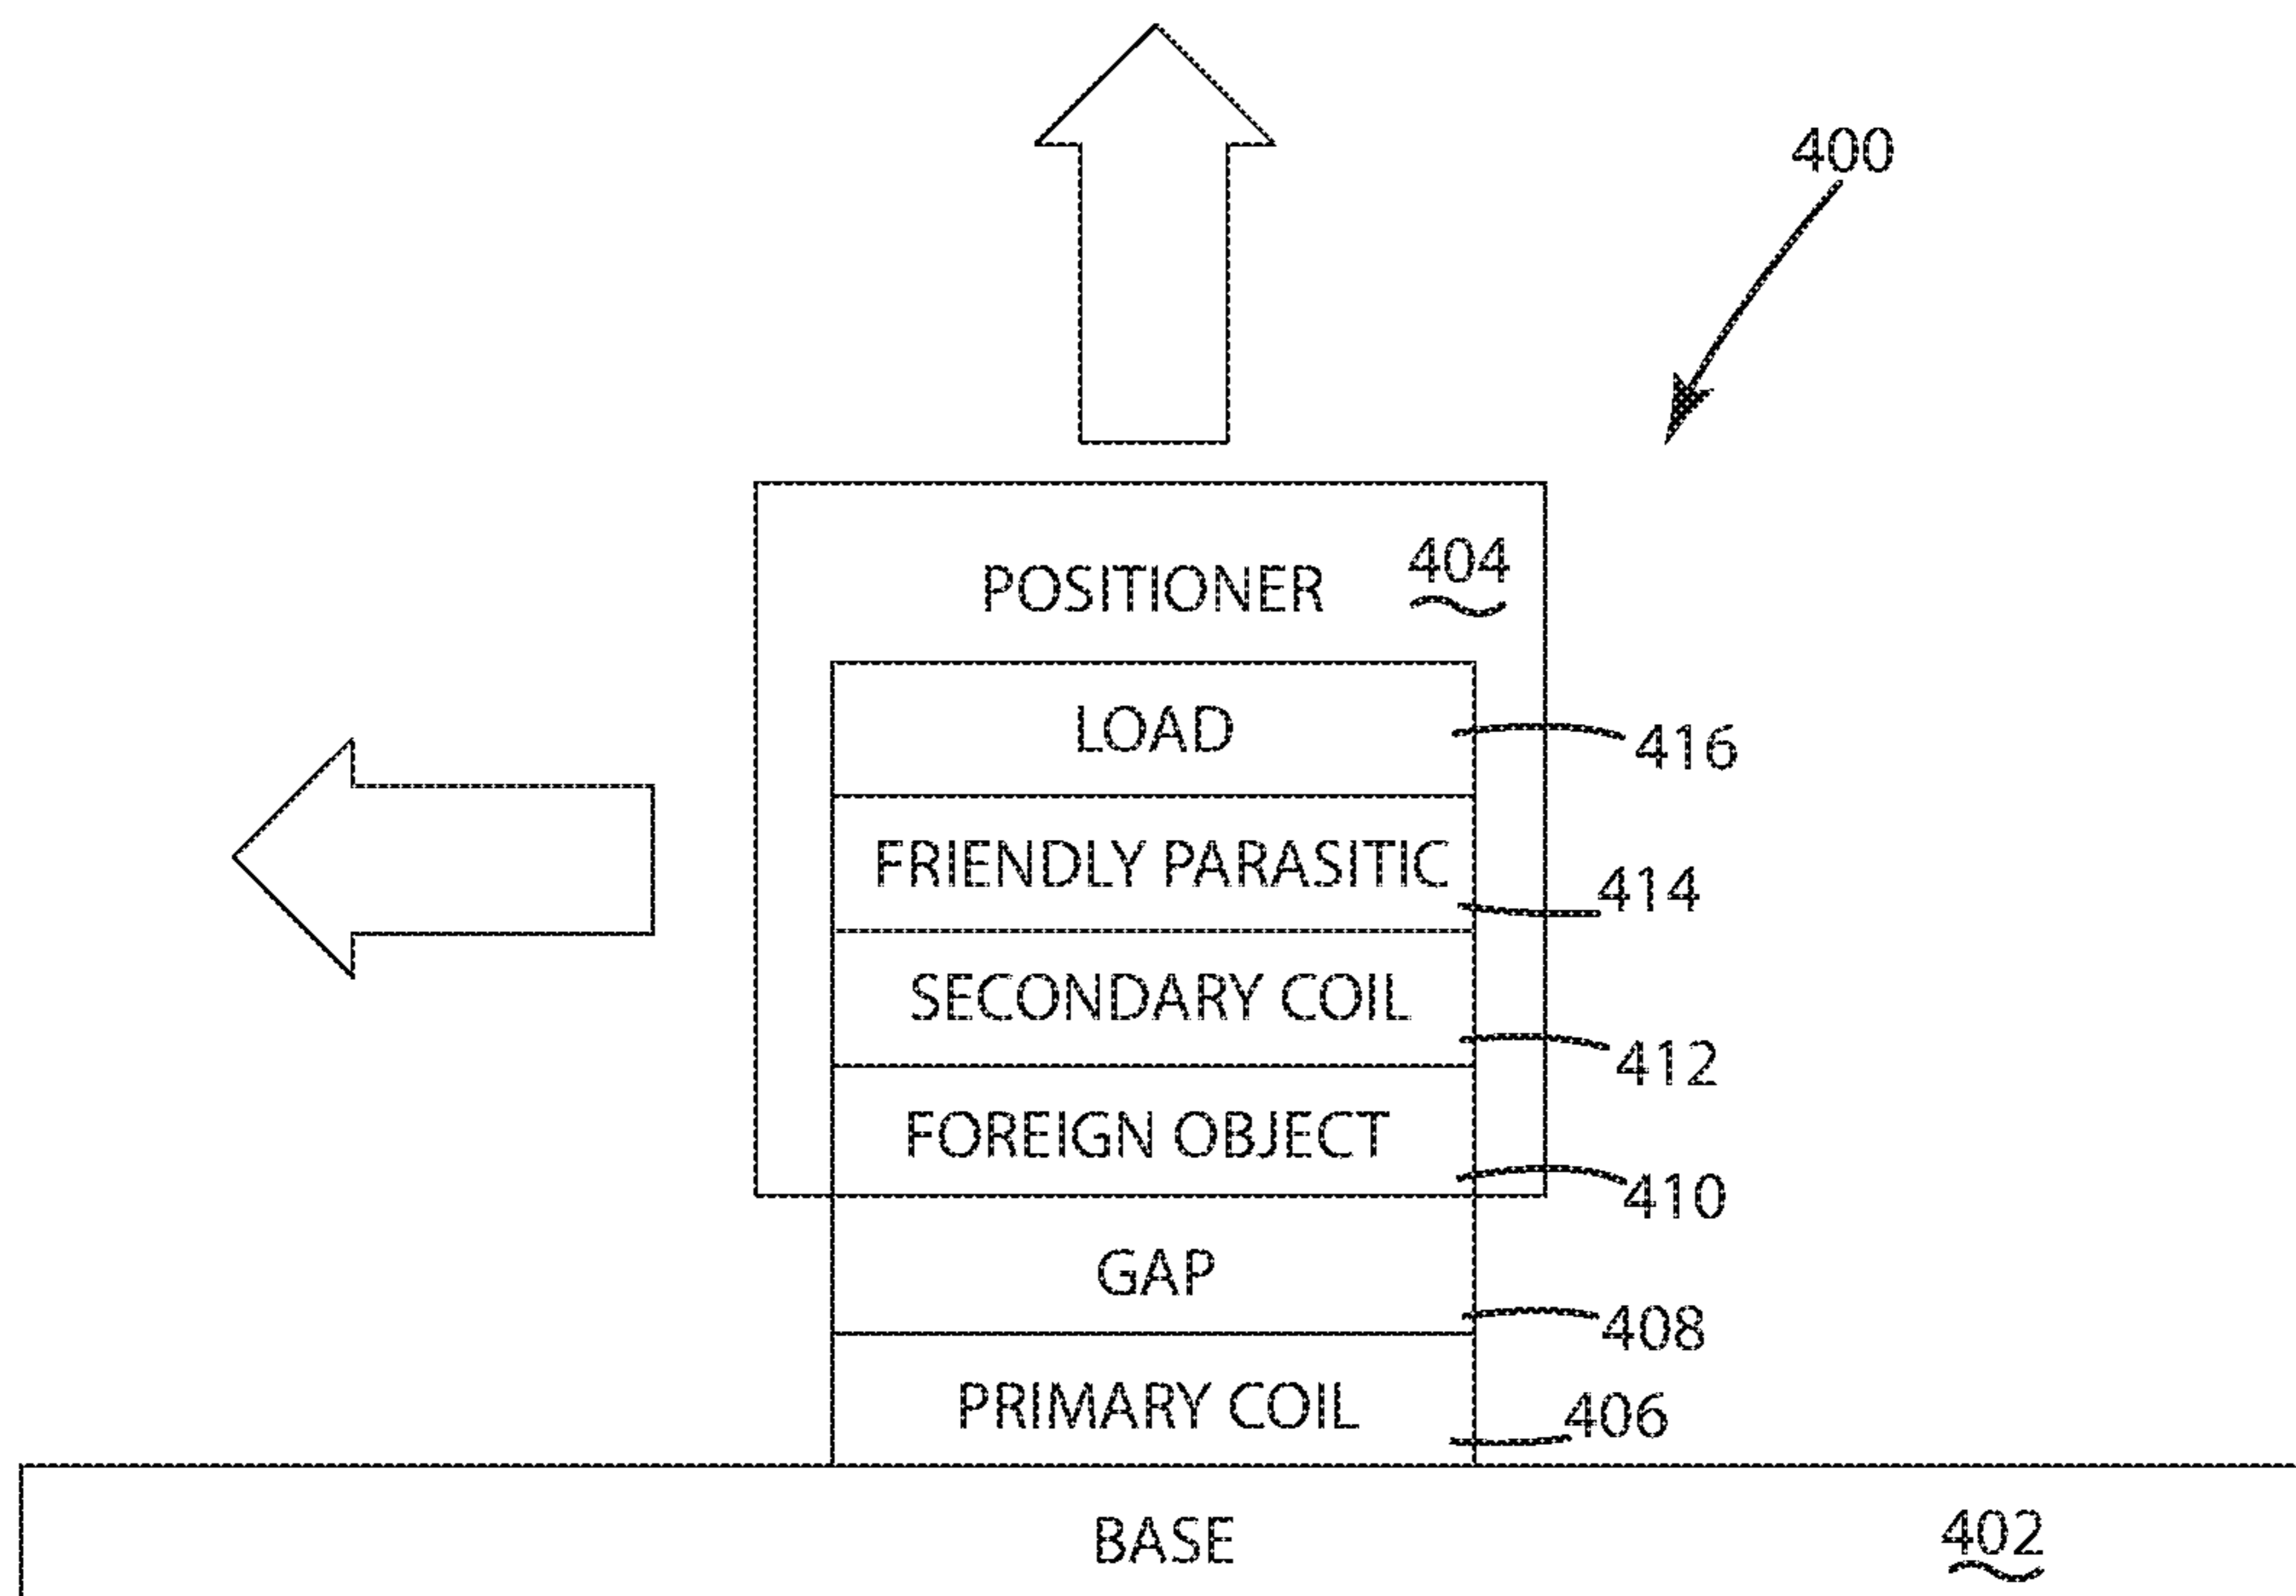 400
POSITIONER 404
LOAD
416
FRIENDLY PARASITIC
414
SECONDARY COIL
412
FOREIGN OBJECT
410
GAP
408
PRIMARY COIL
406
BASE 402